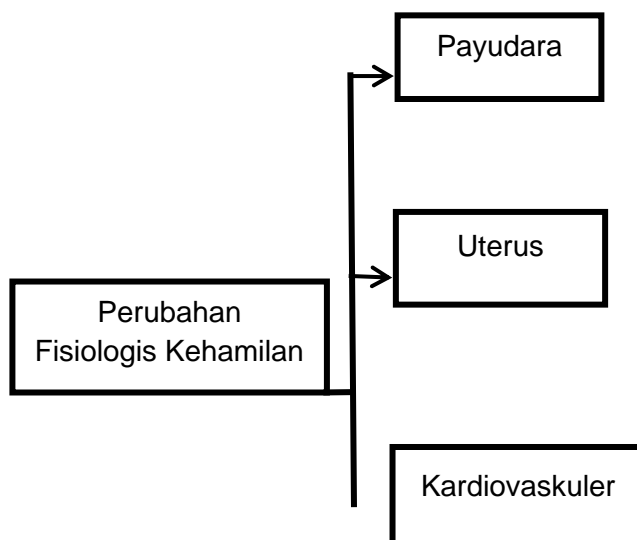 Payudara
Uterus
Perubahan
Fisiologis Kehamilan
Kardiovaskuler